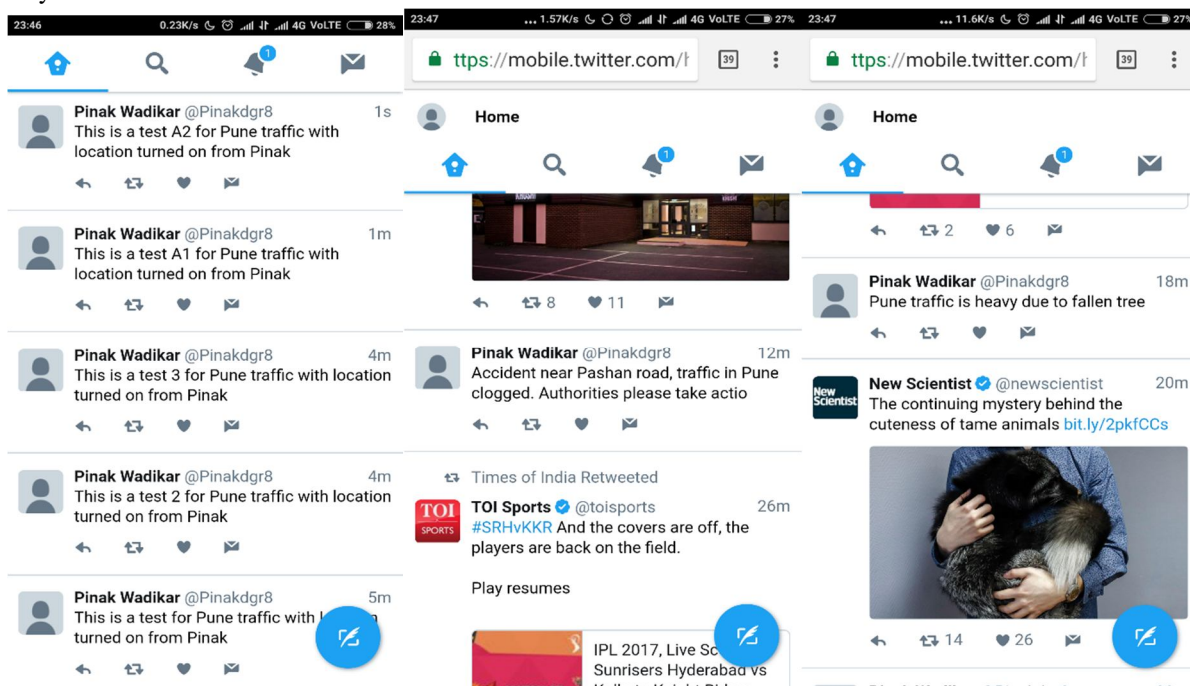 23:46 0.23K/s 4G VoLTE 28%
1
Pinak Wadikar @Pinakdgr8 1s
This is a test A2 for Pune traffic with
location turned on from Pinak
Pinak Wadikar @Pinakdgr8 1m
This is a test A1 for Pune traffic with
location turned on from Pinak
Pinak Wadikar @Pinakdgr8 4m
This is a test 3 for Pune traffic with location
turned on from Pinak
Pinak Wadikar @Pinakdgr8 4m
This is a test 2 for Pune traffic with location
turned on from Pinak
Pinak Wadikar @Pinakdgr8 5m
This is a test for Pune traffic with
turned on from Pinak
23:47 ... 1.57K/s 4G VoLTE 27%
ttps://mobile.twitter.com/h 39
Home
1
8 11
Pinak Wadikar @Pinakdgr8 12m
Accident near Pashan road, traffic in Pune
clogged. Authorities please take actio
Times of India Retweeted
TOI SPORTS
TOI Sports @toisports 26m
#SRHvKKR And the covers are off, the
players are back on the field.
Play resumes
IPL 2017, Live
Sunrisers Hyderabad vs
23:47 ... 11.6K/s 4G VoLTE 27%
ttps://mobile.twitter.com/h 39
Home
1
2 6
Pinak Wadikar @Pinakdgr8 18m
Pune traffic is heavy due to fallen tree
New Scientist
New Scientist @newscientist 20m
The continuing mystery behind the
cuteness of tame animals bit.ly/2pkfCCs
14 26